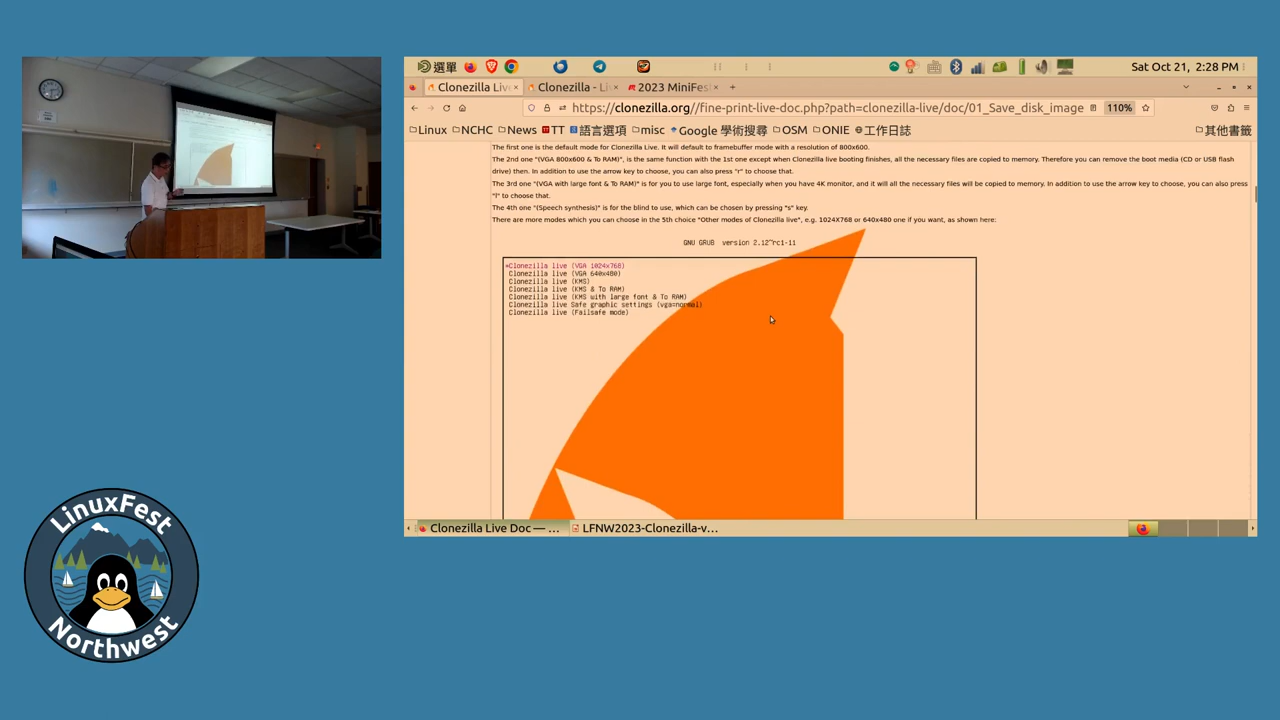 選單
Sat Oct 21, 2:28 PM
Clonezilla Liv
Clonezilla - Li
2023 MiniFes
https://clonezilla.org//fine-print-live-doc.php?path=clonezilla-live/doc/01_Save_disk_image
110%
Linux NCHC News TT 語言選項 misc Google 學術搜尋 OSM ONIE 工作日誌 其他書籤
The first one is the default mode for Clonezilla Live. It will default to framebuffer mode with a resolution of 800x600.
The 2nd one "(VGA 800x600 & To RAM)", is the same function with the 1st one except when Clonezilla live booting finishes, all the necessary files are copied to memory. Therefore you can remove the boot media (CD or USB flash
drive) then. In addition to use the arrow key to choose, you can also press "r" to choose that.
The 3rd one "(VGA with large font & To RAM)" is for you to use large font, especially when you have 4K monitor, and it will all the necessary files will be copied to memory. In addition to use the arrow key to choose, you can also press
"l" to choose that.
The 4th one "(Speech synthesis)" is for the blind to use, which can be chosen by pressing "s" key.
There are more modes which you can choose in the 5th choice "Other modes of Clonezilla live", e.g. 1024X768 or 640x480 one if you want, as shown here:
GNU GRUB version 2.12~rc1-11
*Clonezilla live (VGA 1024x768)
Clonezilla live (VGA 640x480)
Clonezilla live (KMS)
Clonezilla live (KMS & To RAM)
Clonezilla live (KMS with large font & To RAM)
Clonezilla live Safe graphic settings (vga=normal)
Clonezilla live (Failsafe mode)
Clonezilla Live Doc — ...
LFNW2023-Clonezilla-v...
LinuxFest
Northwest